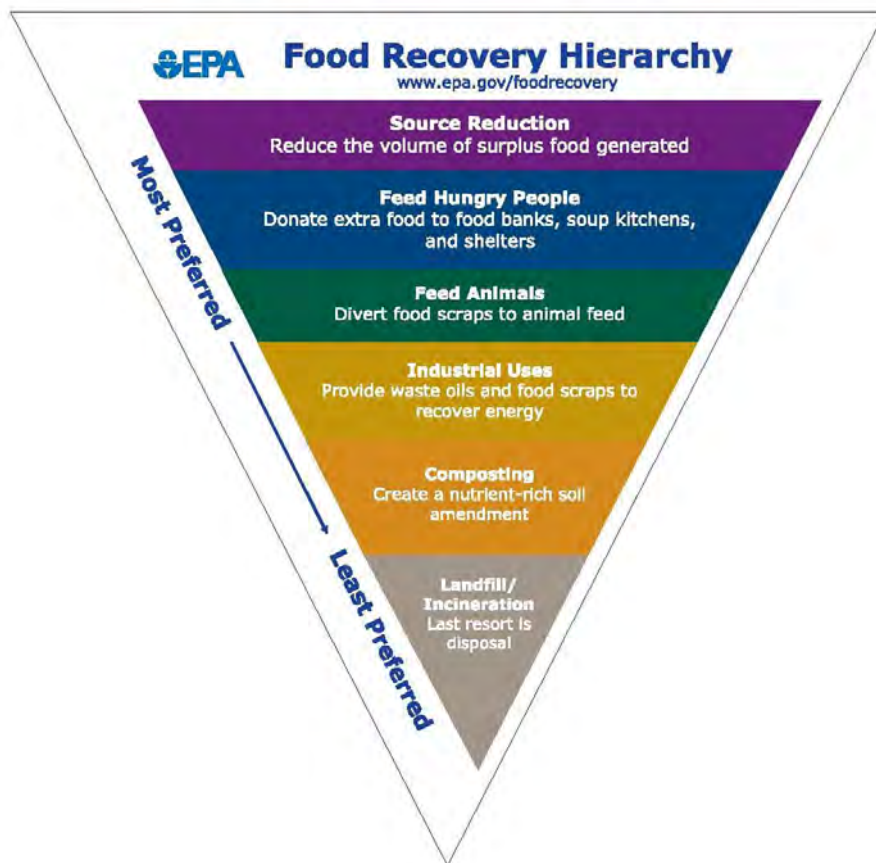 EPA
Food Recovery Hierarchy
www.epa.gov/foodrecovery
Source Reduction
Reduce the volume of surplus food generated
Feed Hungry People
Donate extra food to food banks, soup kitchens,
and shelters
Feed Animals
Divert food scraps to animal feed
Industrial Uses
Provide waste oils and food scraps to
recover energy
Composting
Create a nutrient-rich soil
amendment
Landfill/
Incineration
Last resort is
disposal
Most Preferred
Least Preferred